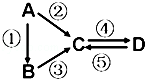 A ②
① C ④ D
⑤
B ③